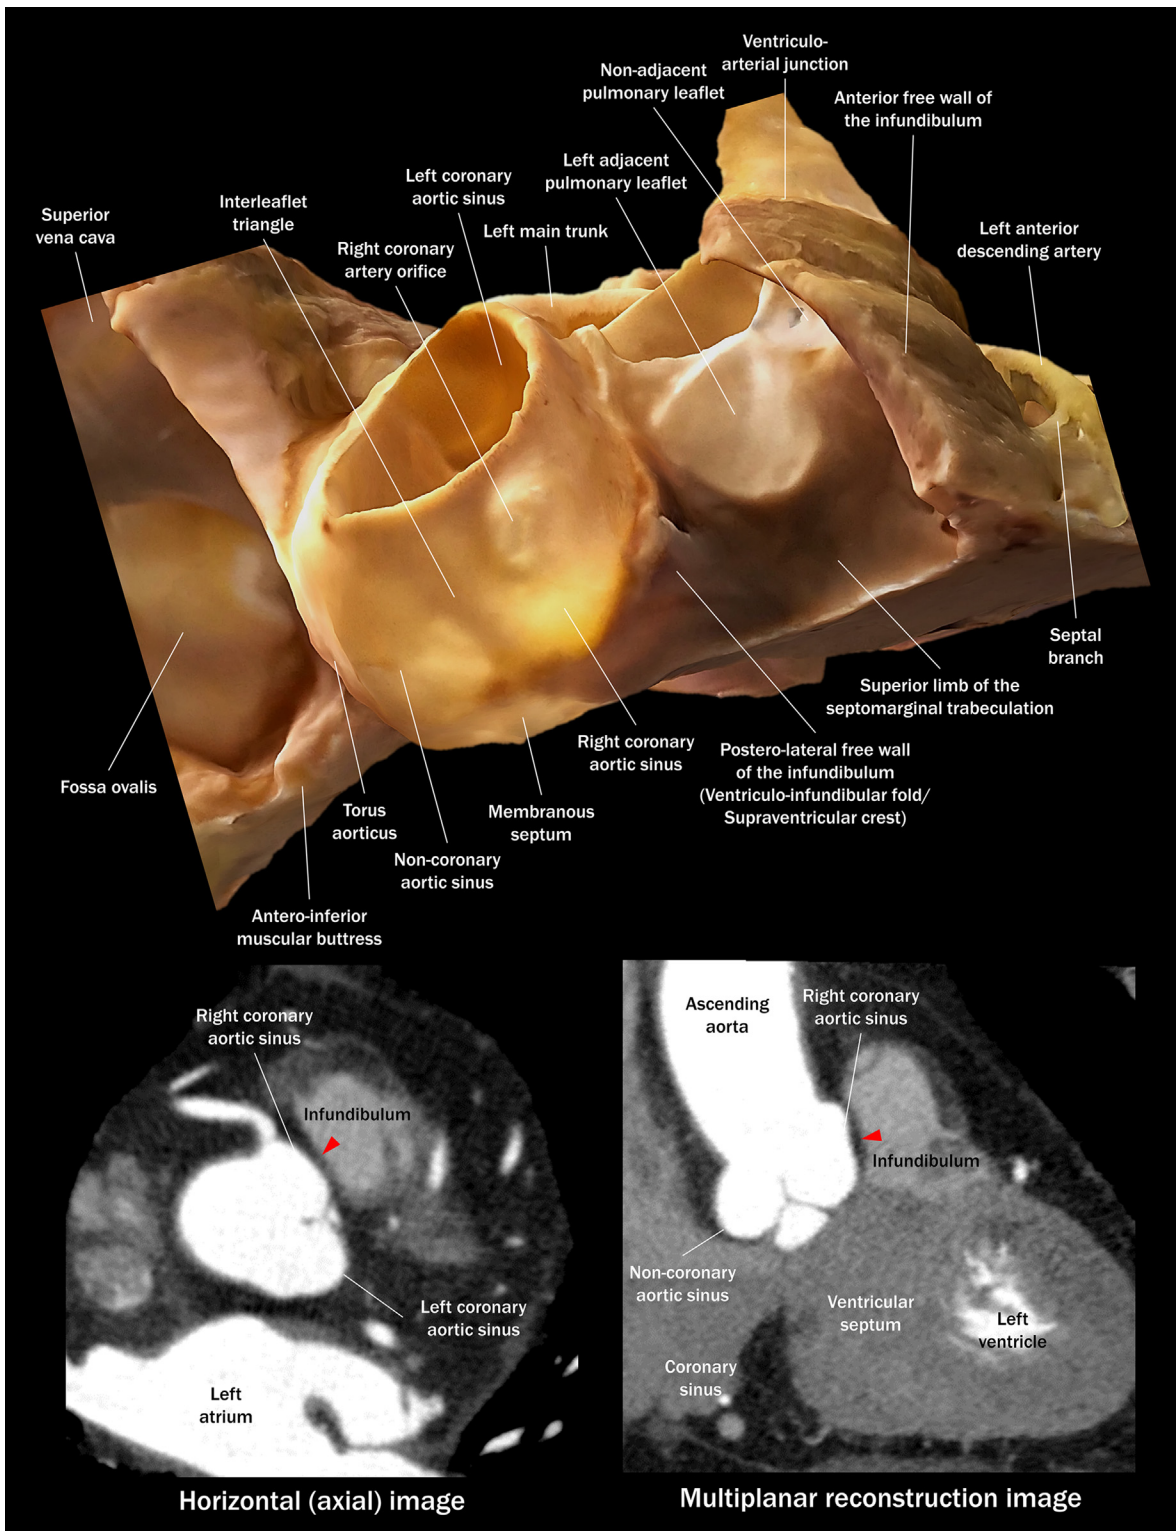 Ventriculo-
arterial junction
Non-adjacent
pulmonary leaflet
Anterior free wall of
the infundibulum
Left adjacent
pulmonary leaflet
Left coronary
aortic sinus
Interleaflet
triangle
Superior
vena cava
Left main trunk
Left anterior
descending artery
Right coronary
artery orifice
Septal
branch
Superior limb of the
septomarginal trabeculation
Right coronary
aortic sinus
Postero-lateral free wall
of the infundibulum
(Ventriculo-infundibular fold/
Supraventricular crest)
Fossa ovalis
Torus
aorticus
Membranous
septum
Non-coronary
aortic sinus
Antero-inferior
muscular buttress
Right coronary
aortic sinus
Infundibulum
Left coronary
aortic sinus
Left
atrium
Horizontal (axial) image
Ascending
aorta
Right coronary
aortic sinus
Infundibulum
Non-coronary
aortic sinus
Ventricular
septum
Left
ventricle
Coronary
sinus
Multiplanar reconstruction image